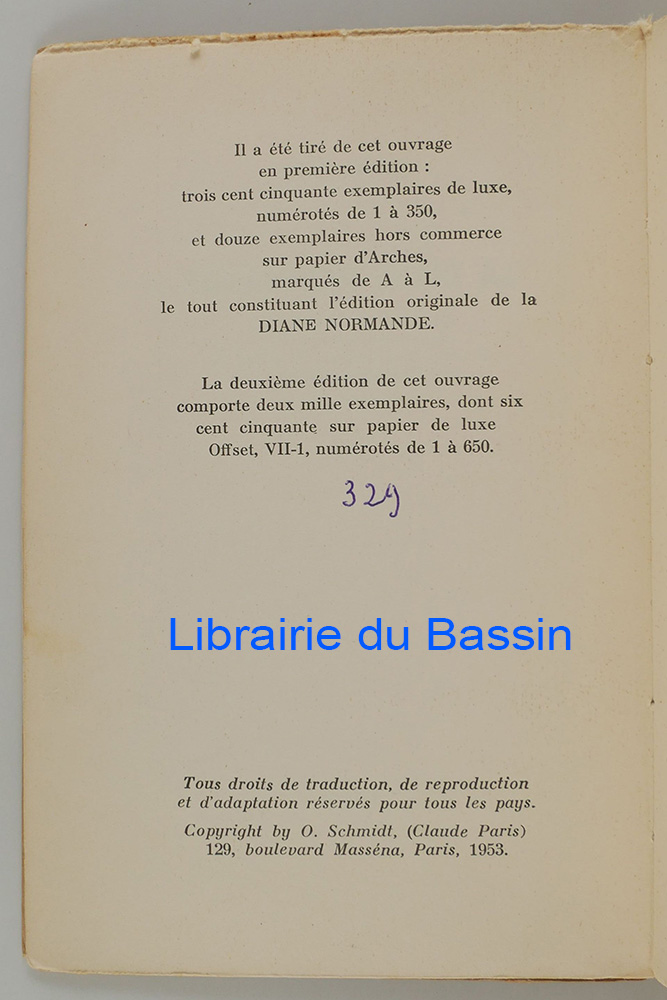 Il a été tiré de cet ouvrage
en première édition :
trois cent cinquante exemplaires de luxe,
numérotés de 1 à 350,
et douze exemplaires hors commerce
sur papier d'Arches,
marqués de A à L,
le tout constituant l'édition originale de la
DIANE NORMANDE.
La deuxième édition de cet ouvrage
comporte deux mille exemplaires, dont six
cent cinquante sur papier de luxe
Offset, VII-1, numérotés de 1 à 650.
329
Librairie du Bassin
Tous droits de traduction, de reproduction
et d'adaptation réservés pour tous les pays.
Copyright by O. Schmidt, (Claude Paris)
129, boulevard Masséna, Paris, 1953.